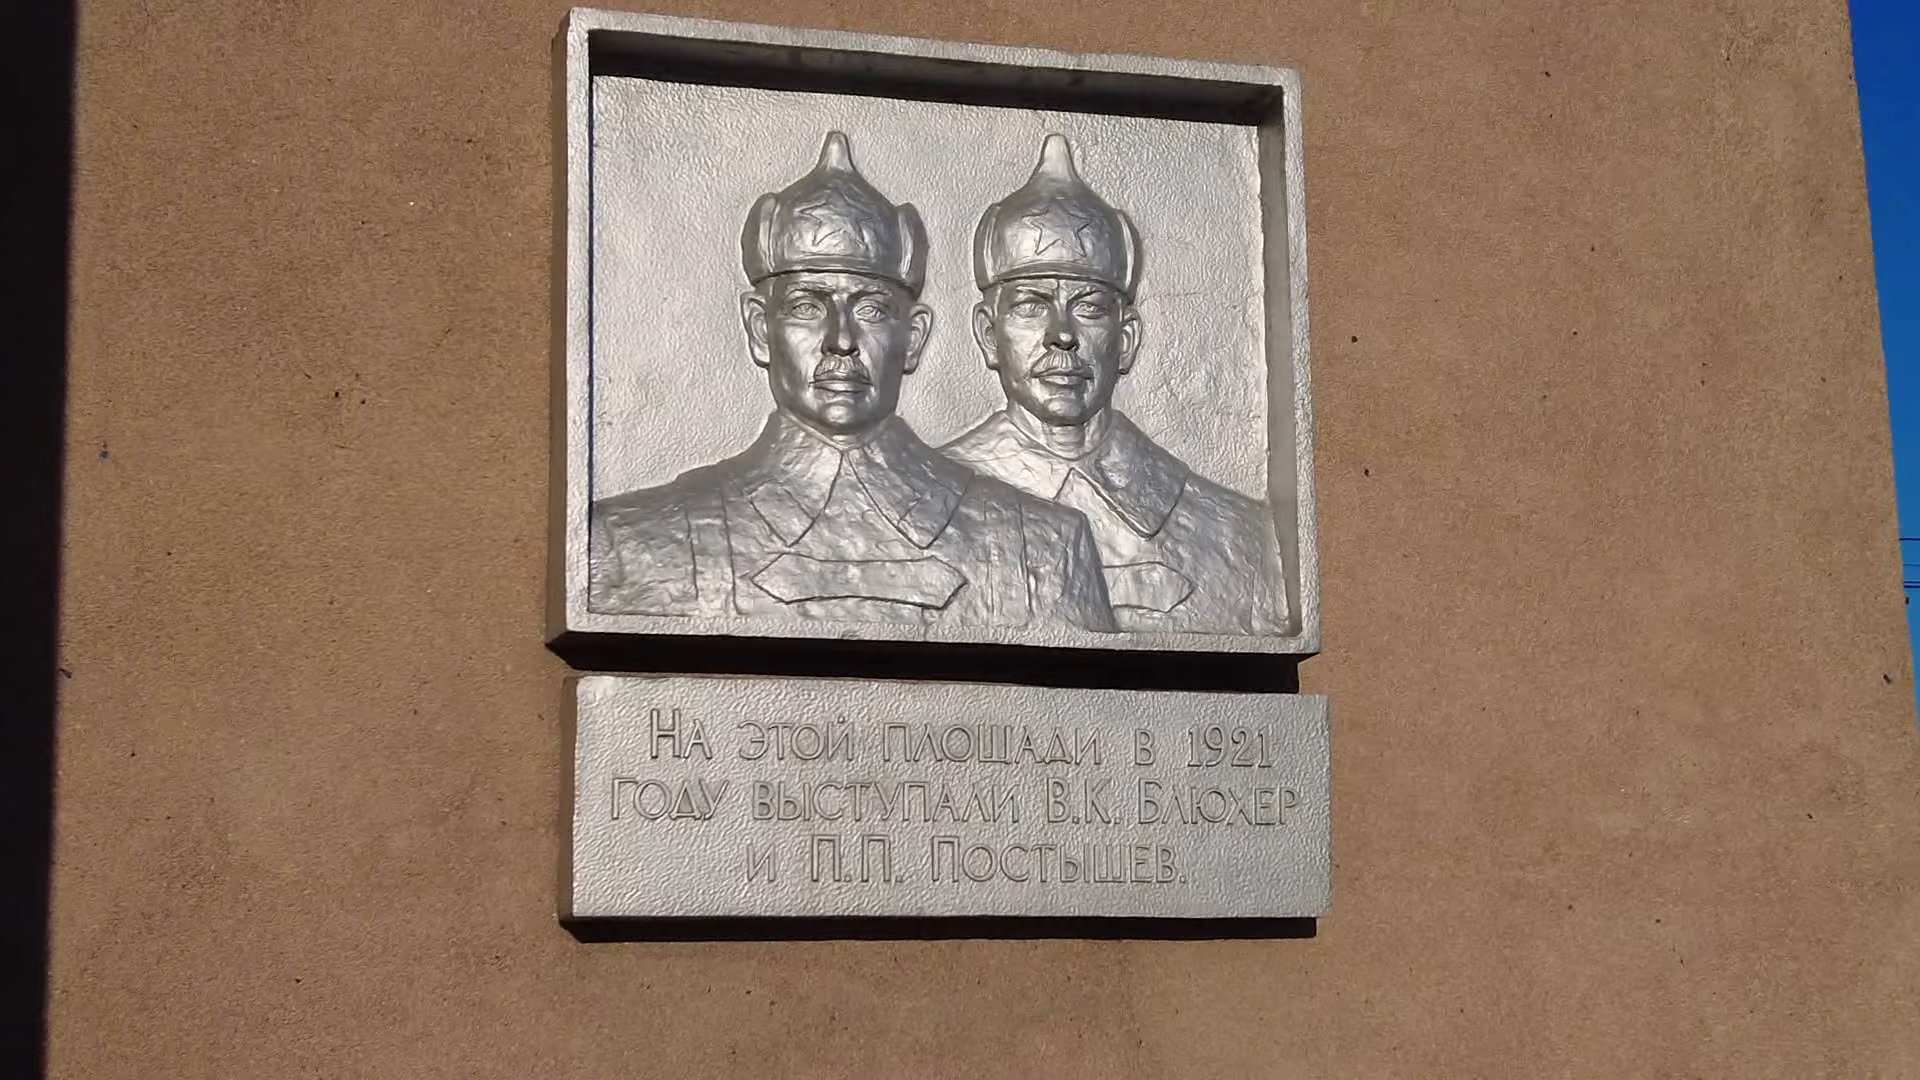 На этой площади в 1921
году выступали В.К. Блюхер
и П.П. Постышев.